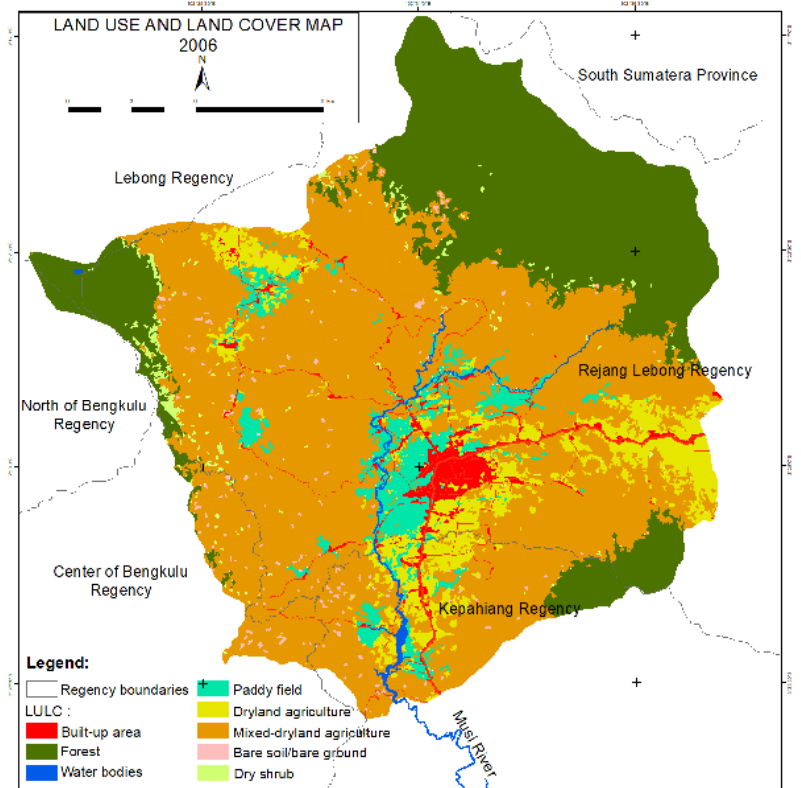 LAND USE AND LAND COVER MAP
2006
N
South Sumatera Province
Lebong Regency
Rejang Lebong Regency
North of Bengkulu
Regency
Center of Bengkulu
Regency
Kepahiang Regency
Musi River
Legend:
Regency boundaries
LULC :
Built-up area
Forest
Water bodies
Paddy field
Dryland agriculture
Mixed-dryland agriculture
Bare soil/bare ground
Dry shrub